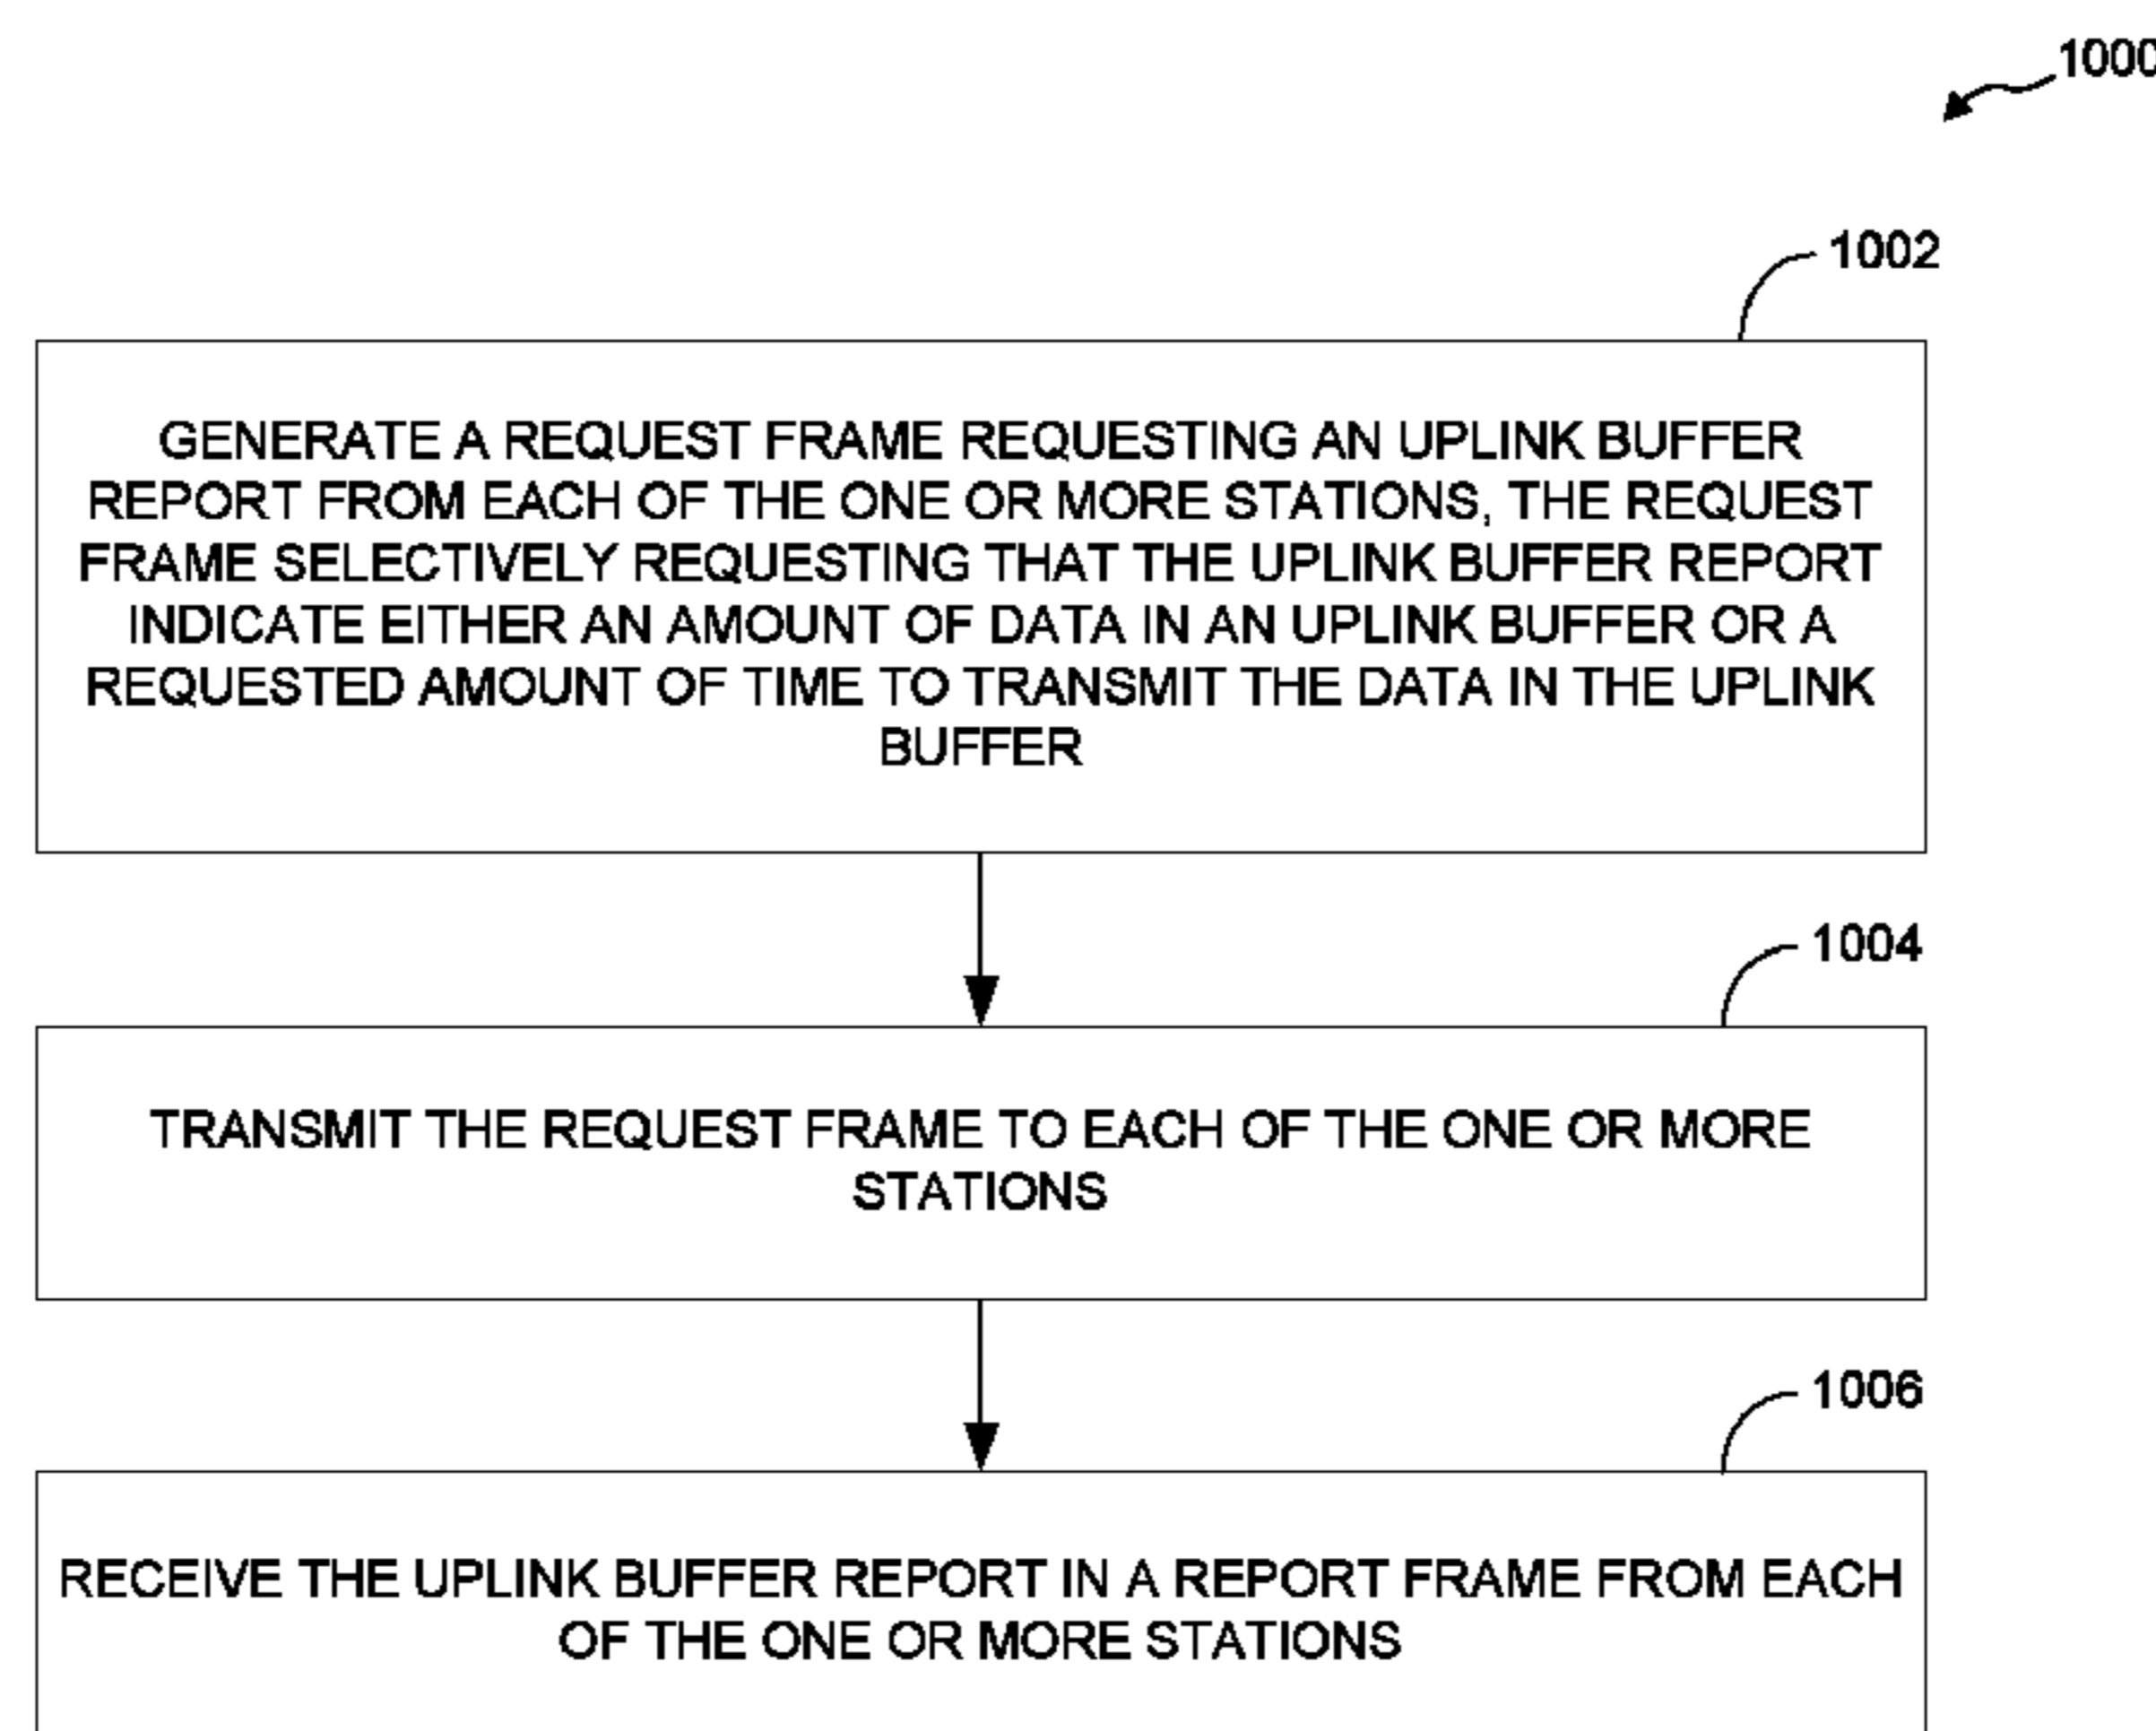 1000
1002
GENERATE A REQUEST FRAME REQUESTING AN UPLINK BUFFER
REPORT FROM EACH OF THE ONE OR MORE STATIONS, THE REQUEST
FRAME SELECTIVELY REQUESTING THAT THE UPLINK BUFFER REPORT
INDICATE EITHER AN AMOUNT OF DATA IN AN UPLINK BUFFER OR A
REQUESTED AMOUNT OF TIME TO TRANSMIT THE DATA IN THE UPLINK
BUFFER
1004
TRANSMIT THE REQUEST FRAME TO EACH OF THE ONE OR MORE
STATIONS
1006
RECEIVE THE UPLINK BUFFER REPORT IN A REPORT FRAME FROM EACH
OF THE ONE OR MORE STATIONS